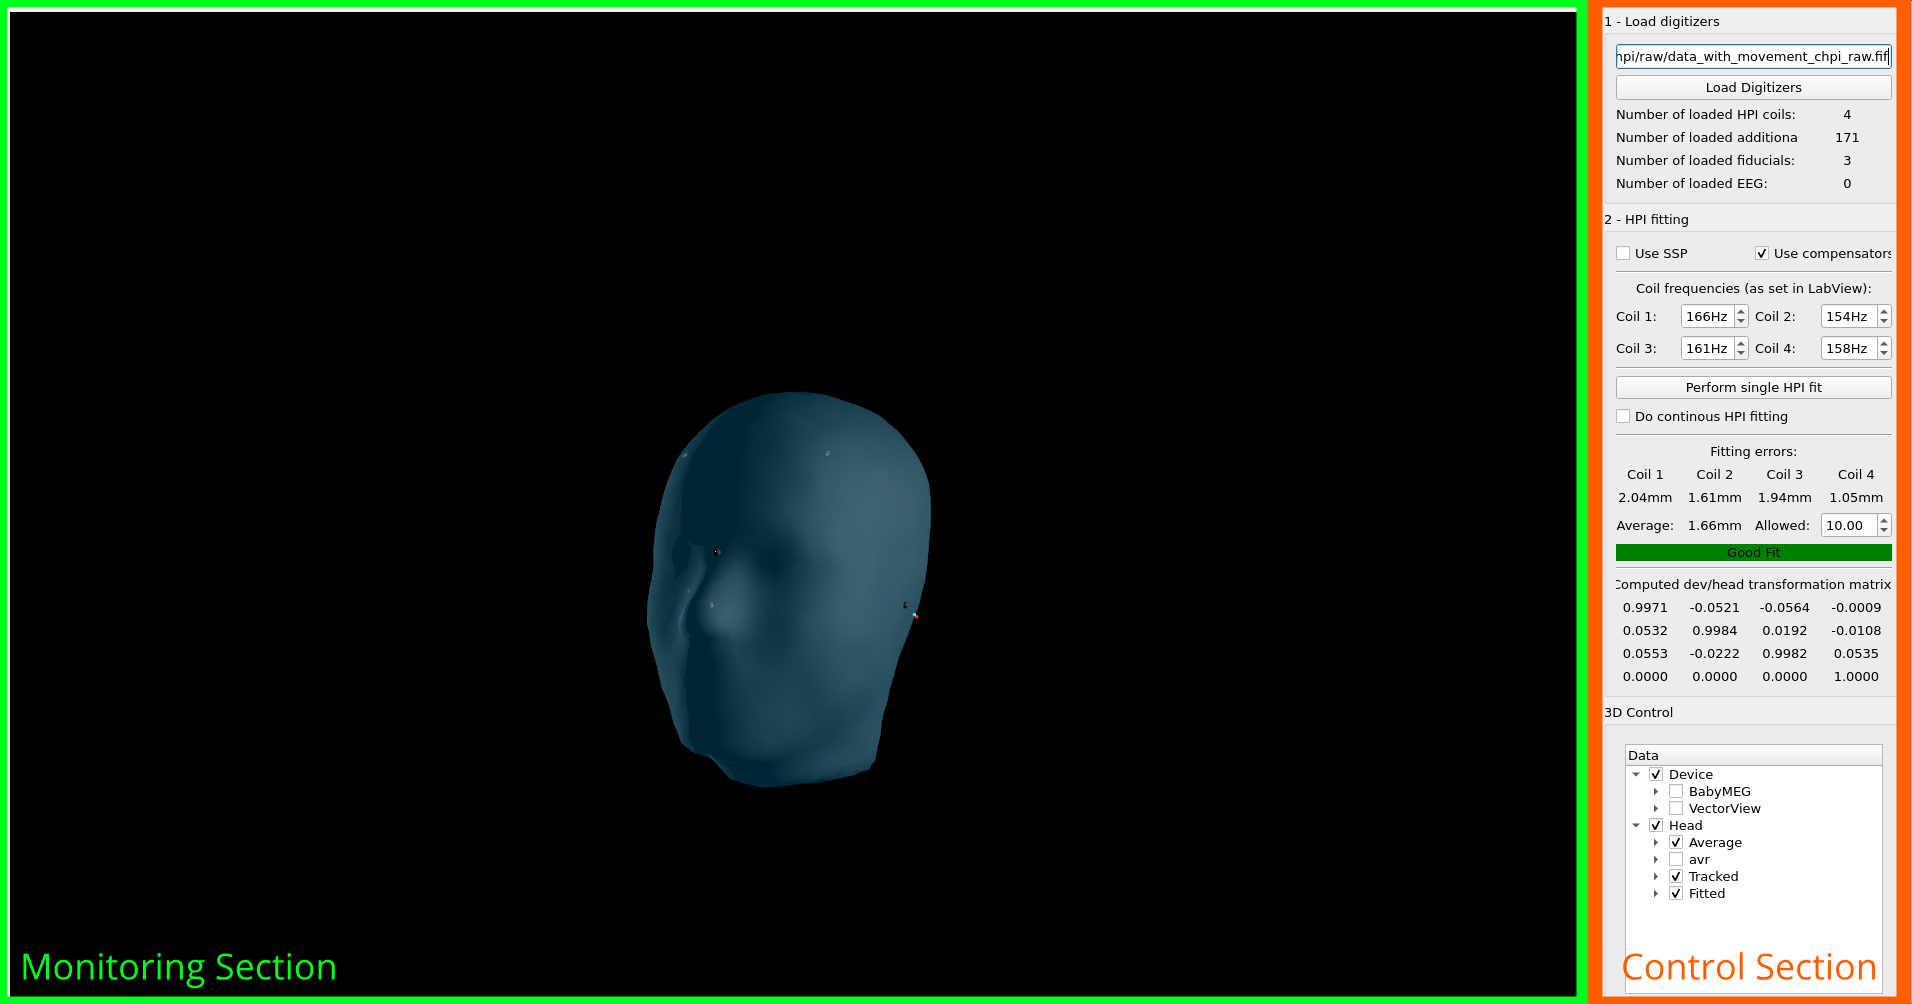 1 - Load digitizers
hpi/raw/data_with_movement_chpi_raw.fif
Load Digitizers
Number of loaded HPI coils: 4
Number of loaded additiona 171
Number of loaded fiducials: 3
Number of loaded EEG: 0
2 - HPI fitting
Use SSP Use compensators
Coil frequencies (as set in LabView):
Coil 1: 166Hz Coil 2: 154Hz
Coil 3: 161Hz Coil 4: 158Hz
Perform single HPI fit
Do continous HPI fitting
Fitting errors:
Coil 1 Coil 2 Coil 3 Coil 4
2.04mm 1.61mm 1.94mm 1.05mm
Average: 1.66mm Allowed: 10.00
Good Fit
Computed dev/head transformation matrix
0.9971 -0.0521 -0.0564 -0.0009
0.0532 0.9984 0.0192 -0.0108
0.0553 -0.0222 0.9982 0.0535
0.0000 0.0000 0.0000 1.0000
3D Control
Data
Device
BabyMEG
VectorView
Head
Average
avr
Tracked
Fitted
Monitoring Section
Control Section